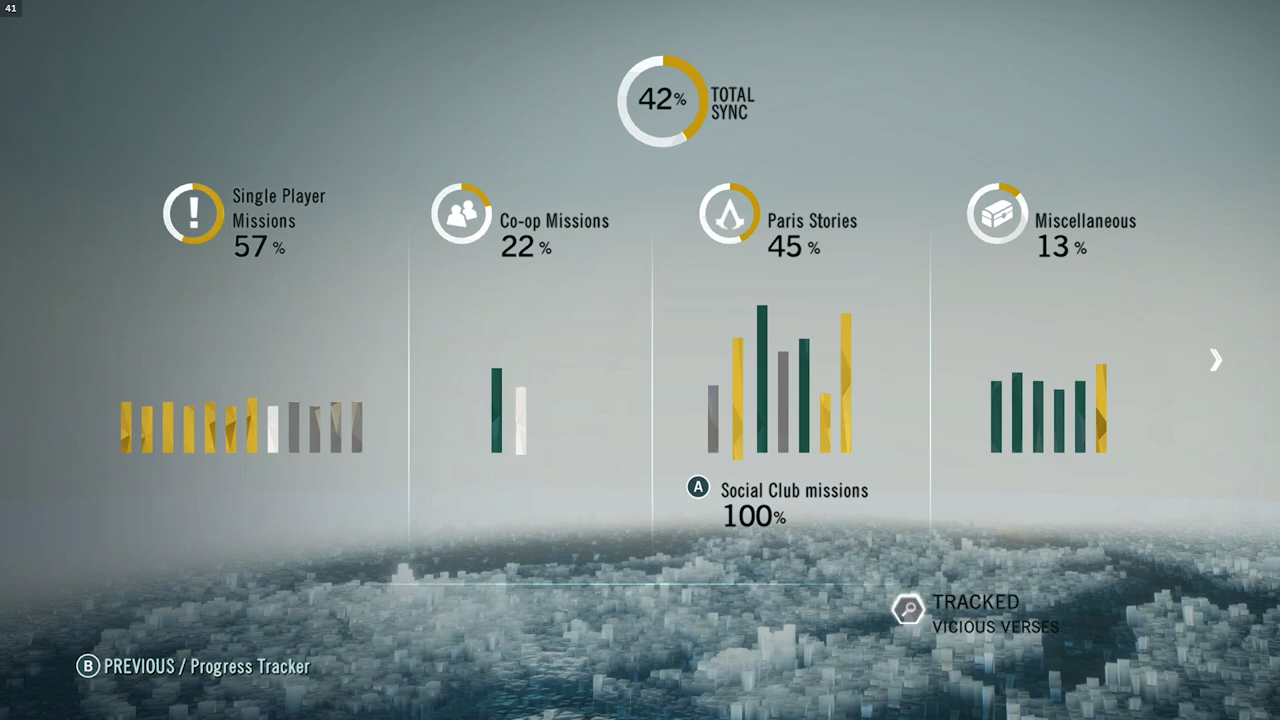 41
42%
TOTAL
SYNC
Single Player
Missions
57 %
Co-op Missions
22 %
Paris Stories
45 %
Miscellaneous
13 %
A Social Club missions
100%
TRACKED
VICIOUS VERSES
B PREVIOUS / Progress Tracker